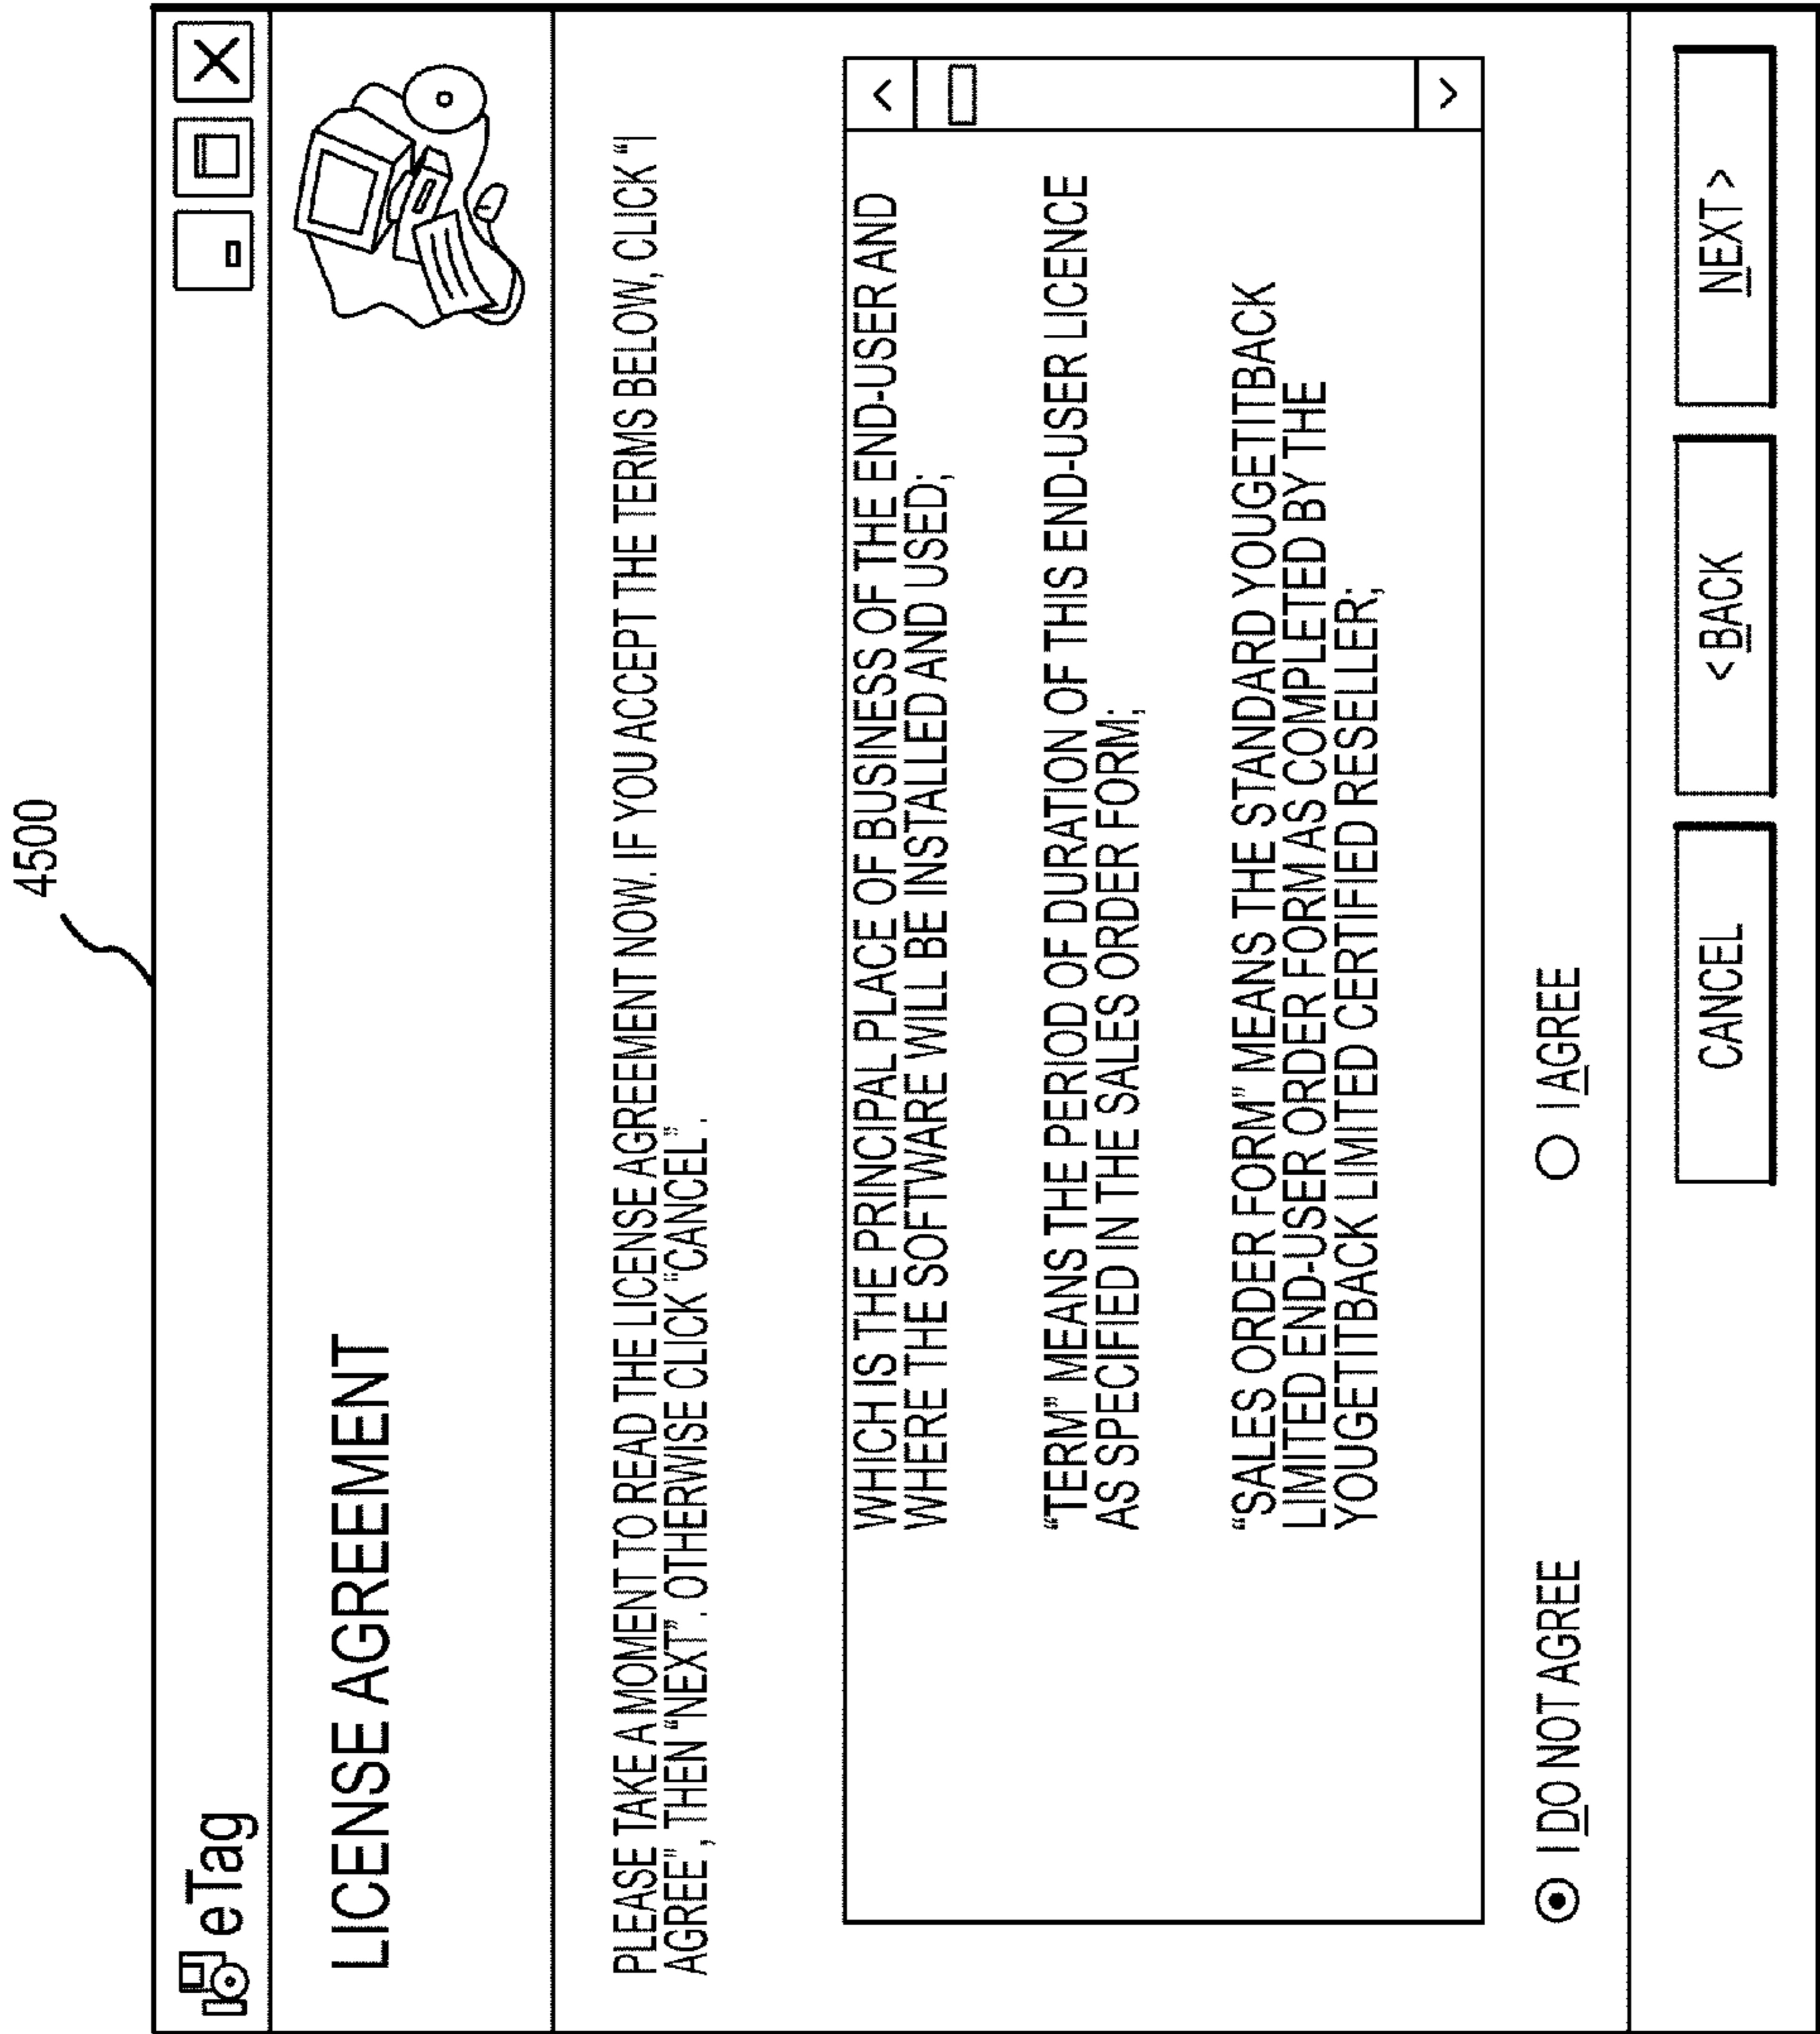 4500
eTag
LICENSE AGREEMENT
PLEASE TAKE A MOMENT TO READ THE LICENSE AGREEMENT NOW. IF YOU ACCEPT THE TERMS BELOW, CLICK “I
AGREE”, THEN “NEXT”. OTHERWISE CLICK “CANCEL”.
WHICH IS THE PRINCIPAL PLACE OF BUSINESS OF THE END-USER AND
WHERE THE SOFTWARE WILL BE INSTALLED AND USED;
“TERM” MEANS THE PERIOD OF DURATION OF THIS END-USER LICENCE
AS SPECIFIED IN THE SALES ORDER FORM;
“SALES ORDER FORM” MEANS THE STANDARD YOUGETITBACK
LIMITED END-USER ORDER FORM AS COMPLETED BY THE
YOUGETITBACK LIMITED CERTIFIED RESELLER;
I DO NOT AGREE
I AGREE
CANCEL
< BACK
NEXT >